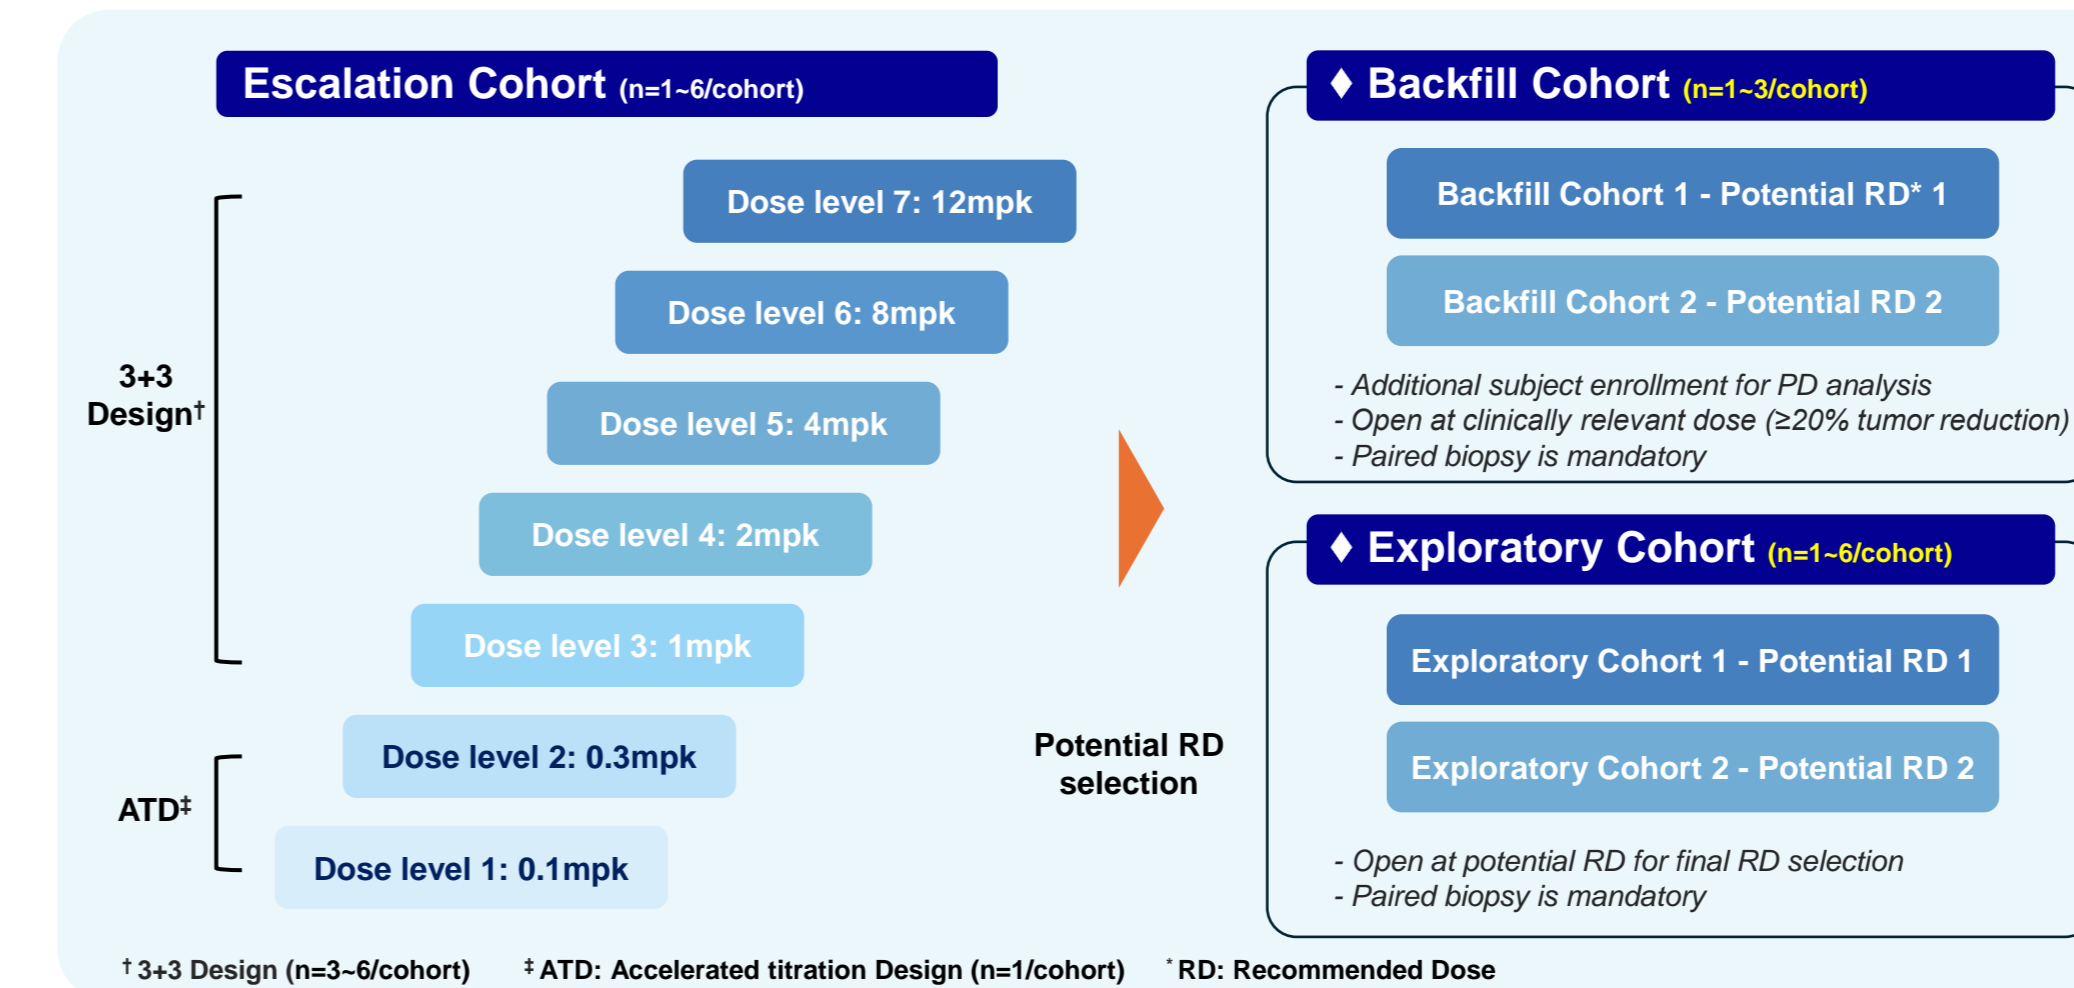 Escalation Cohort (n=1~6/cohort)
Dose level 7: 12mpk
Dose level 6: 8mpk
Dose level 5: 4mpk
Dose level 4: 2mpk
Dose level 3: 1mpk
Dose level 2: 0.3mpk
Dose level 1: 0.1mpk
3+3
Design†
ATD‡
Potential RD
selection
♦ Backfill Cohort (n=1~3/cohort)
Backfill Cohort 1 - Potential RD* 1
Backfill Cohort 2 - Potential RD 2
- Additional subject enrollment for PD analysis
- Open at clinically relevant dose (≥20% tumor reduction)
- Paired biopsy is mandatory
♦ Exploratory Cohort (n=1~6/cohort)
Exploratory Cohort 1 - Potential RD 1
Exploratory Cohort 2 - Potential RD 2
- Open at potential RD for final RD selection
- Paired biopsy is mandatory
† 3+3 Design (n=3~6/cohort) ‡ ATD: Accelerated titration Design (n=1/cohort) * RD: Recommended Dose